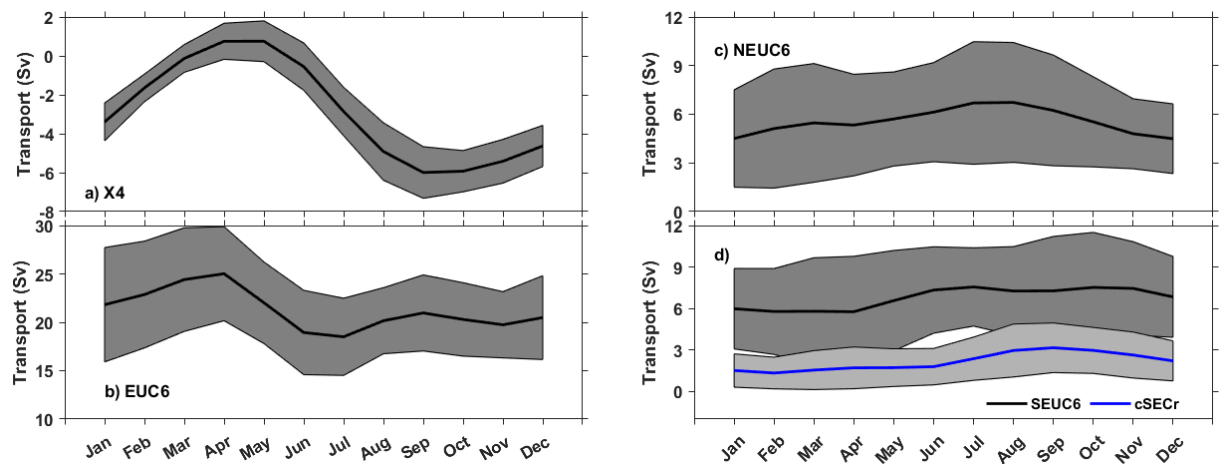 Transport (Sv)
2
0
-2
-4
-6
-8
a) X4
Transport (Sv)
30
25
20
15
10
b) EUC6
Jan Feb Mar Apr May Jun Jul Aug Sep Oct Nov Dec
Transport (Sv)
12
9
6
3
0
c) NEUC6
Transport (Sv)
12
9
6
3
0
d)
SEUC6 cSECr
Jan Feb Mar Apr May Jun Jul Aug Sep Oct Nov Dec